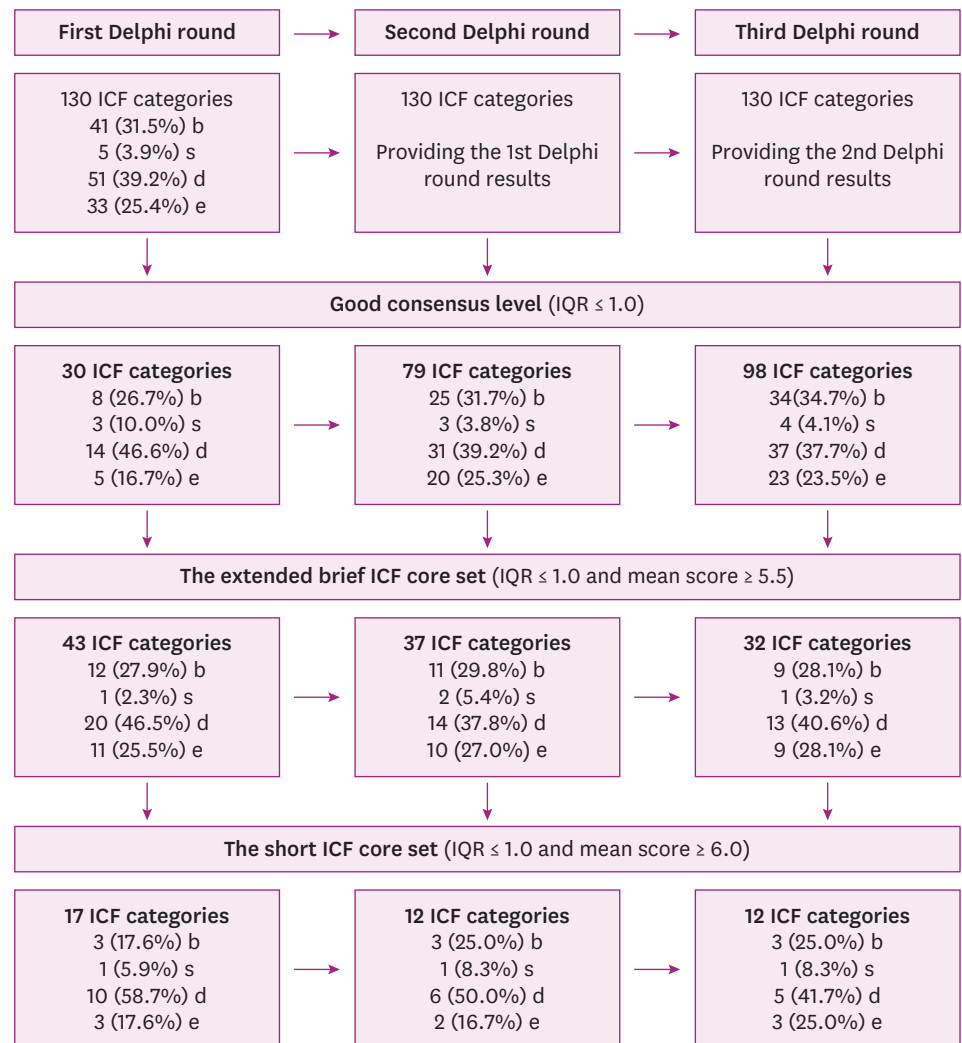 First Delphi round
Second Delphi round
Third Delphi round
130 ICF categories
41 (31.5%) b
5 (3.9%) s
51 (39.2%) d
33 (25.4%) e
130 ICF categories
Providing the 1st Delphi
round results
130 ICF categories
Providing the 2nd Delphi
round results
Good consensus level (IQR ≤ 1.0)
30 ICF categories
8 (26.7%) b
3 (10.0%) s
14 (46.6%) d
5 (16.7%) e
79 ICF categories
25 (31.7%) b
3 (3.8%) s
31 (39.2%) d
20 (25.3%) e
98 ICF categories
34(34.7%) b
4 (4.1%) s
37 (37.7%) d
23 (23.5%) e
The extended brief ICF core set (IQR ≤ 1.0 and mean score ≥ 5.5)
43 ICF categories
12 (27.9%) b
1 (2.3%) s
20 (46.5%) d
11 (25.5%) e
37 ICF categories
11 (29.8%) b
2 (5.4%) s
14 (37.8%) d
10 (27.0%) e
32 ICF categories
9 (28.1%) b
1 (3.2%) s
13 (40.6%) d
9 (28.1%) e
The short ICF core set (IQR ≤ 1.0 and mean score ≥ 6.0)
17 ICF categories
3 (17.6%) b
1 (5.9%) s
10 (58.7%) d
3 (17.6%) e
12 ICF categories
3 (25.0%) b
1 (8.3%) s
6 (50.0%) d
2 (16.7%) e
12 ICF categories
3 (25.0%) b
1 (8.3%) s
5 (41.7%) d
3 (25.0%) e